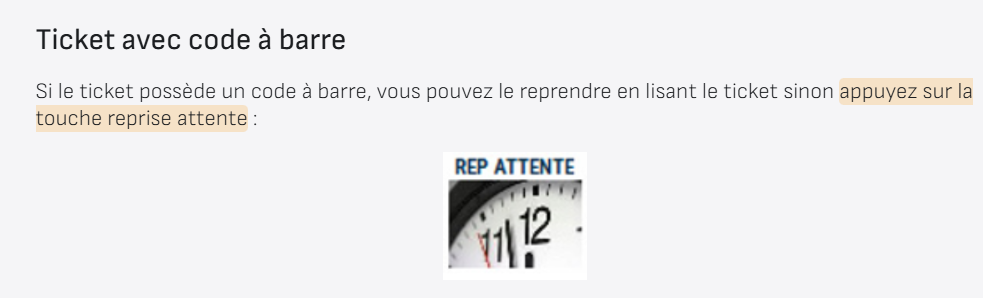 Ticket avec code à barre
Si le ticket possède un code à barre, vous pouvez le reprendre en lisant le ticket sinon appuyez sur la
touche reprise attente :
REP ATTENTE
12
11